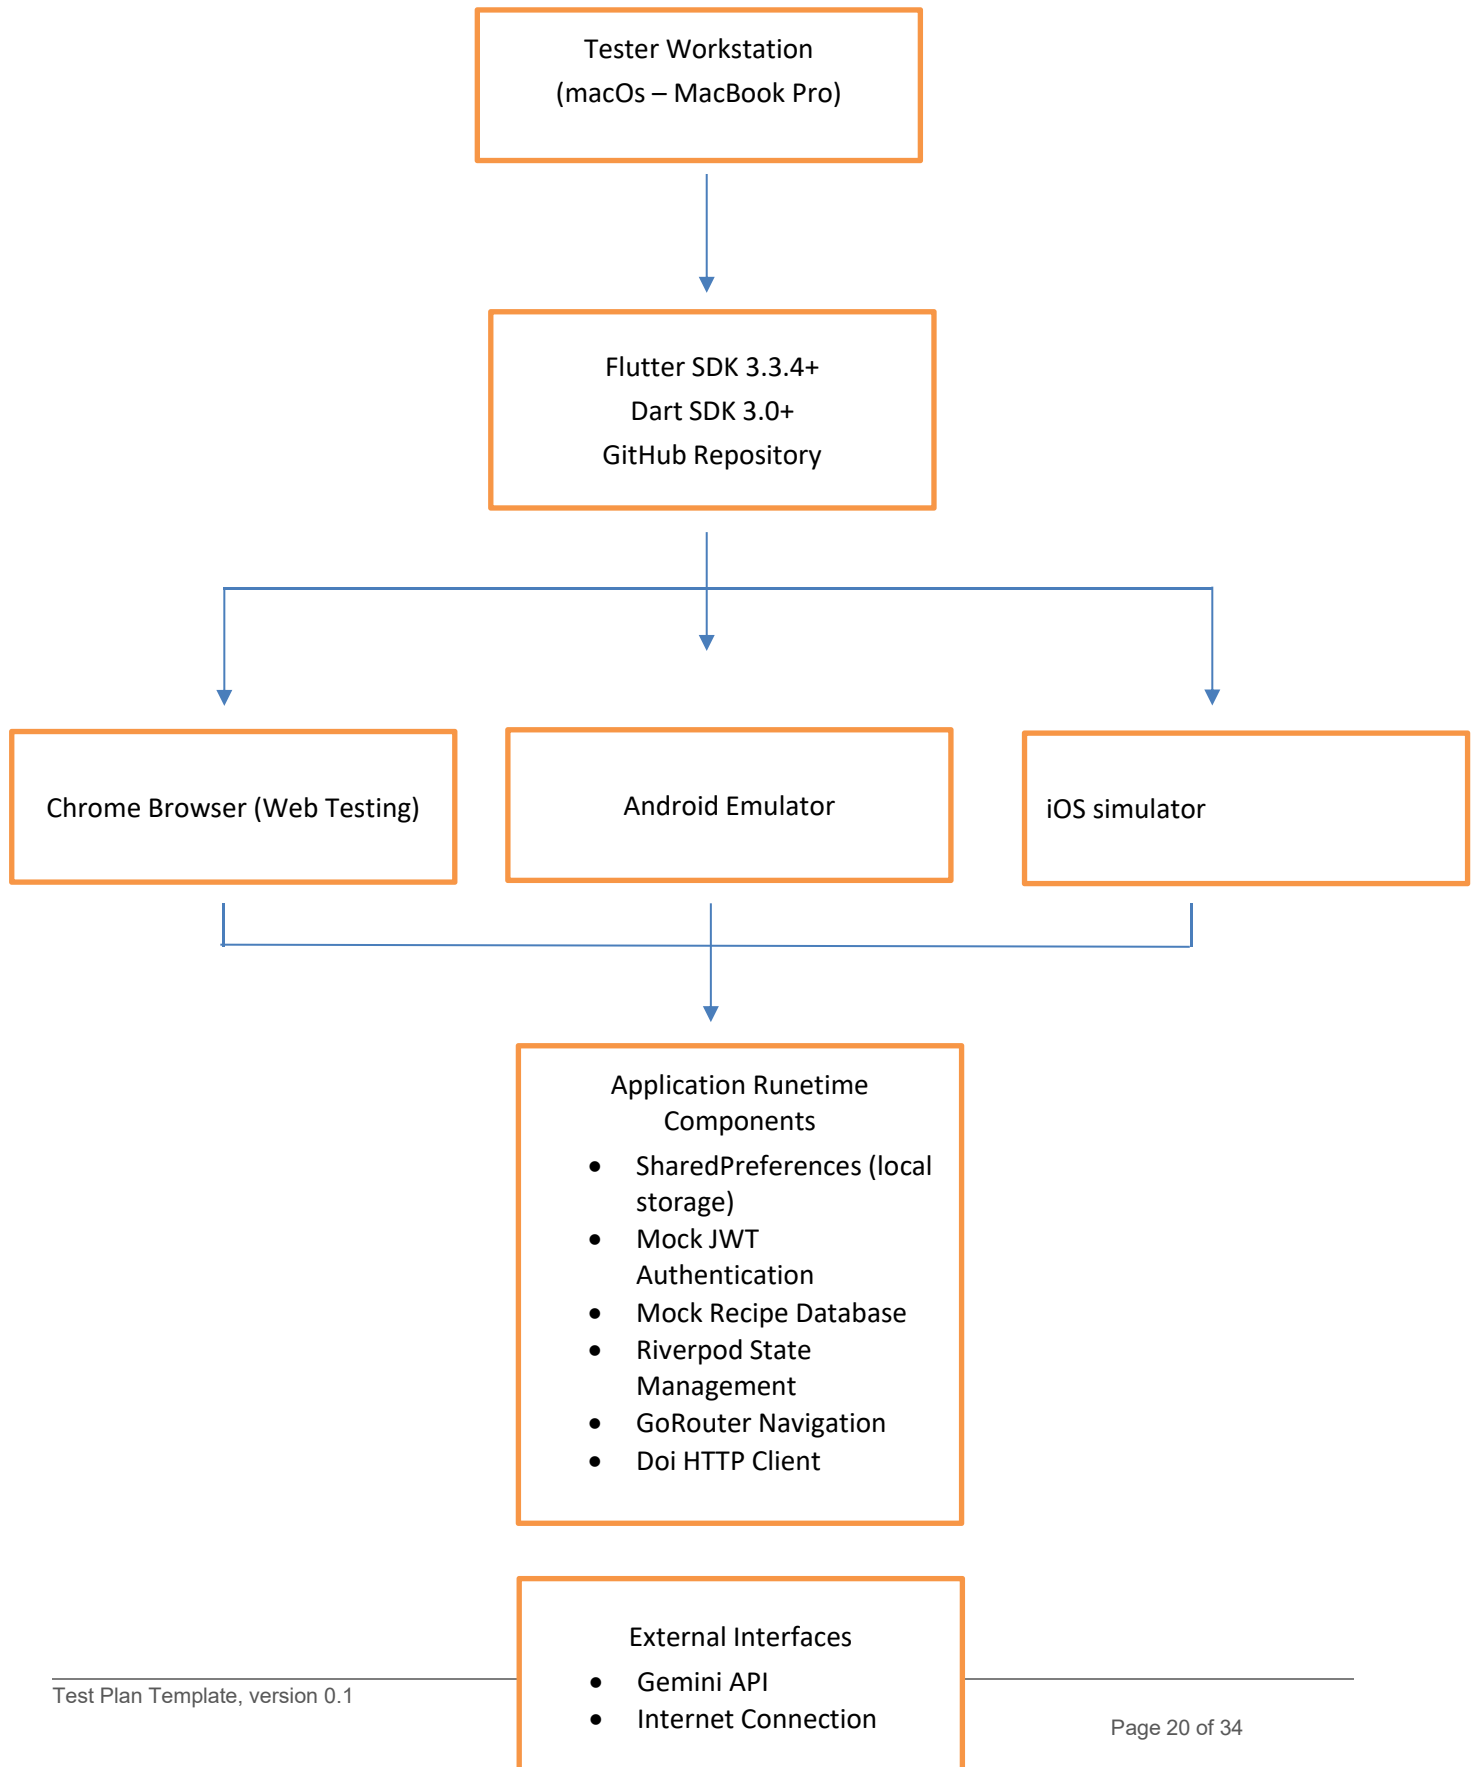 Tester Workstation
(macOs – MacBook Pro)
Flutter SDK 3.3.4+
Dart SDK 3.0+
GitHub Repository
Chrome Browser (Web Testing)
Android Emulator
iOS simulator
Application Runetime
Components
• SharedPreferences (local
storage)
• Mock JWT
Authentication
• Mock Recipe Database
• Riverpod State
Management
• GoRouter Navigation
• Doi HTTP Client
External Interfaces
• Gemini API
• Internet Connection
Test Plan Template, version 0.1
Page 20 of 34